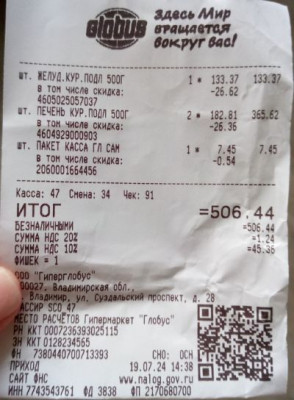 Globus
Здесь Мир
вращается
вокруг вас!
шт. ЖЕЛУД.КУР.ПОДЛ 500Г 1 * 133.37 133.37
в том числе скидка: -26.62
4605025057037
шт. ПЕЧЕНЬ КУР.ПОДЛ 500Г 2 * 182.81 365.62
в том числе скидка: -26.36
4604929000903
шт. ПАКЕТ КАССА ГЛ САМ 1 * 7.45 7.45
в том числе скидка: -0.54
2060001664456
Касса: 47 Смена: 34 Чек: 91
ИТОГ =506.44
БЕЗНАЛИЧНЫМИ =506.44
СУММА НДС 20% =1.24
СУММА НДС 10% =45.36
ФИШЕК = 1
ООО "Гиперглобус"
00027, Владимирская обл.,
. Владимир, ул. Суздальский проспект, д. 28
КАССИР SCO 47
МЕСТО РАСЧЁТОВ Гипермаркет "Глобус"
РН ККТ 0007236393025115
ЗН ККТ 0128234565
ФН 7380440700713393 СНО: ОСН
ПРИХОД 19.07.24 14:38
САЙТ ФНС www.nalog.gov.ru
ИНН 7743543761 ФД 3838 ФП 2170680700